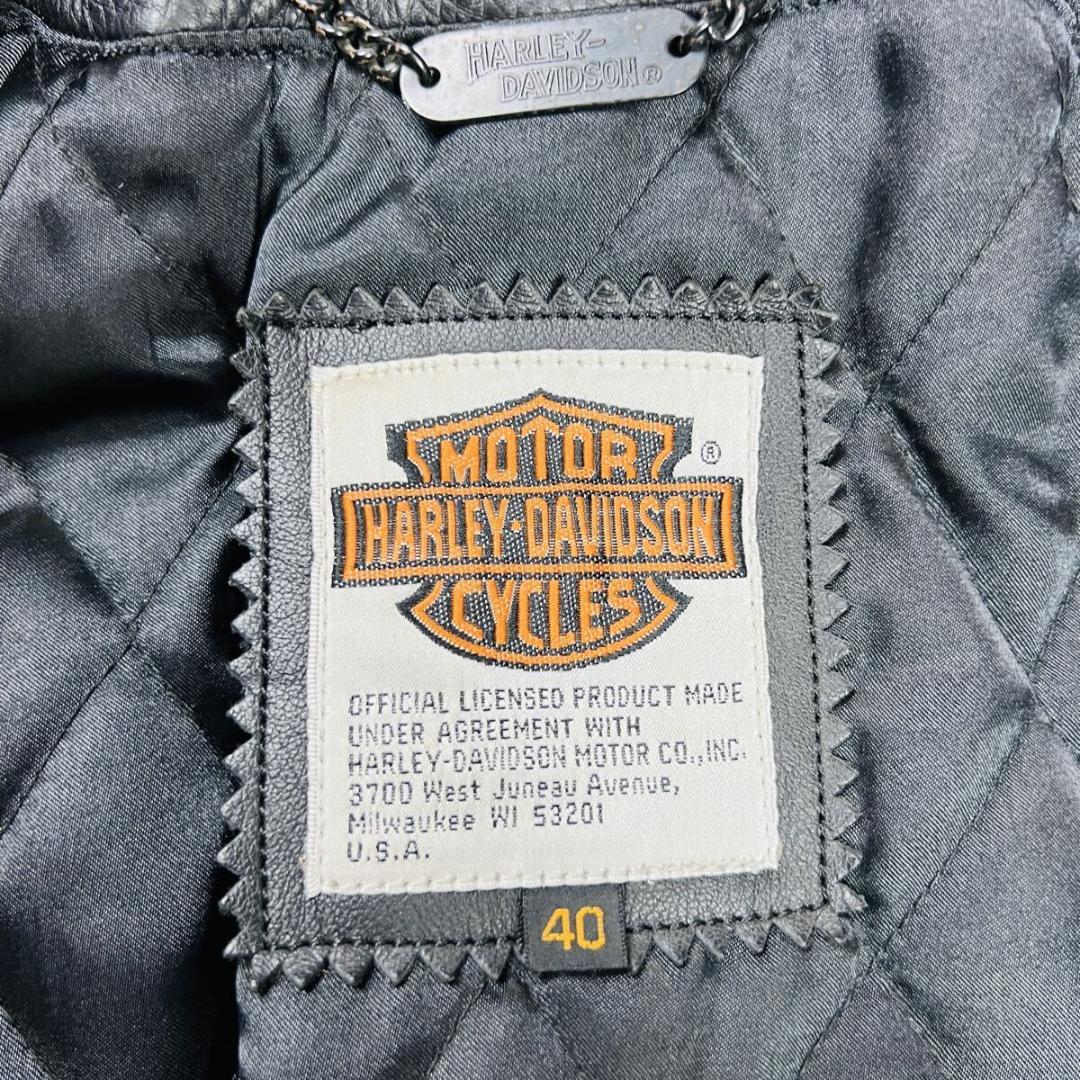 HARLEY-
DAVIDSON®
MOTOR ®
HARLEY-DAVIDSON
CYCLES
OFFICIAL LICENSED PRODUCT MADE
UNDER AGREEMENT WITH
HARLEY-DAVIDSON MOTOR CO., INC.
3700 West Juneau Avenue,
Milwaukee WI 53201
U.S.A.
40